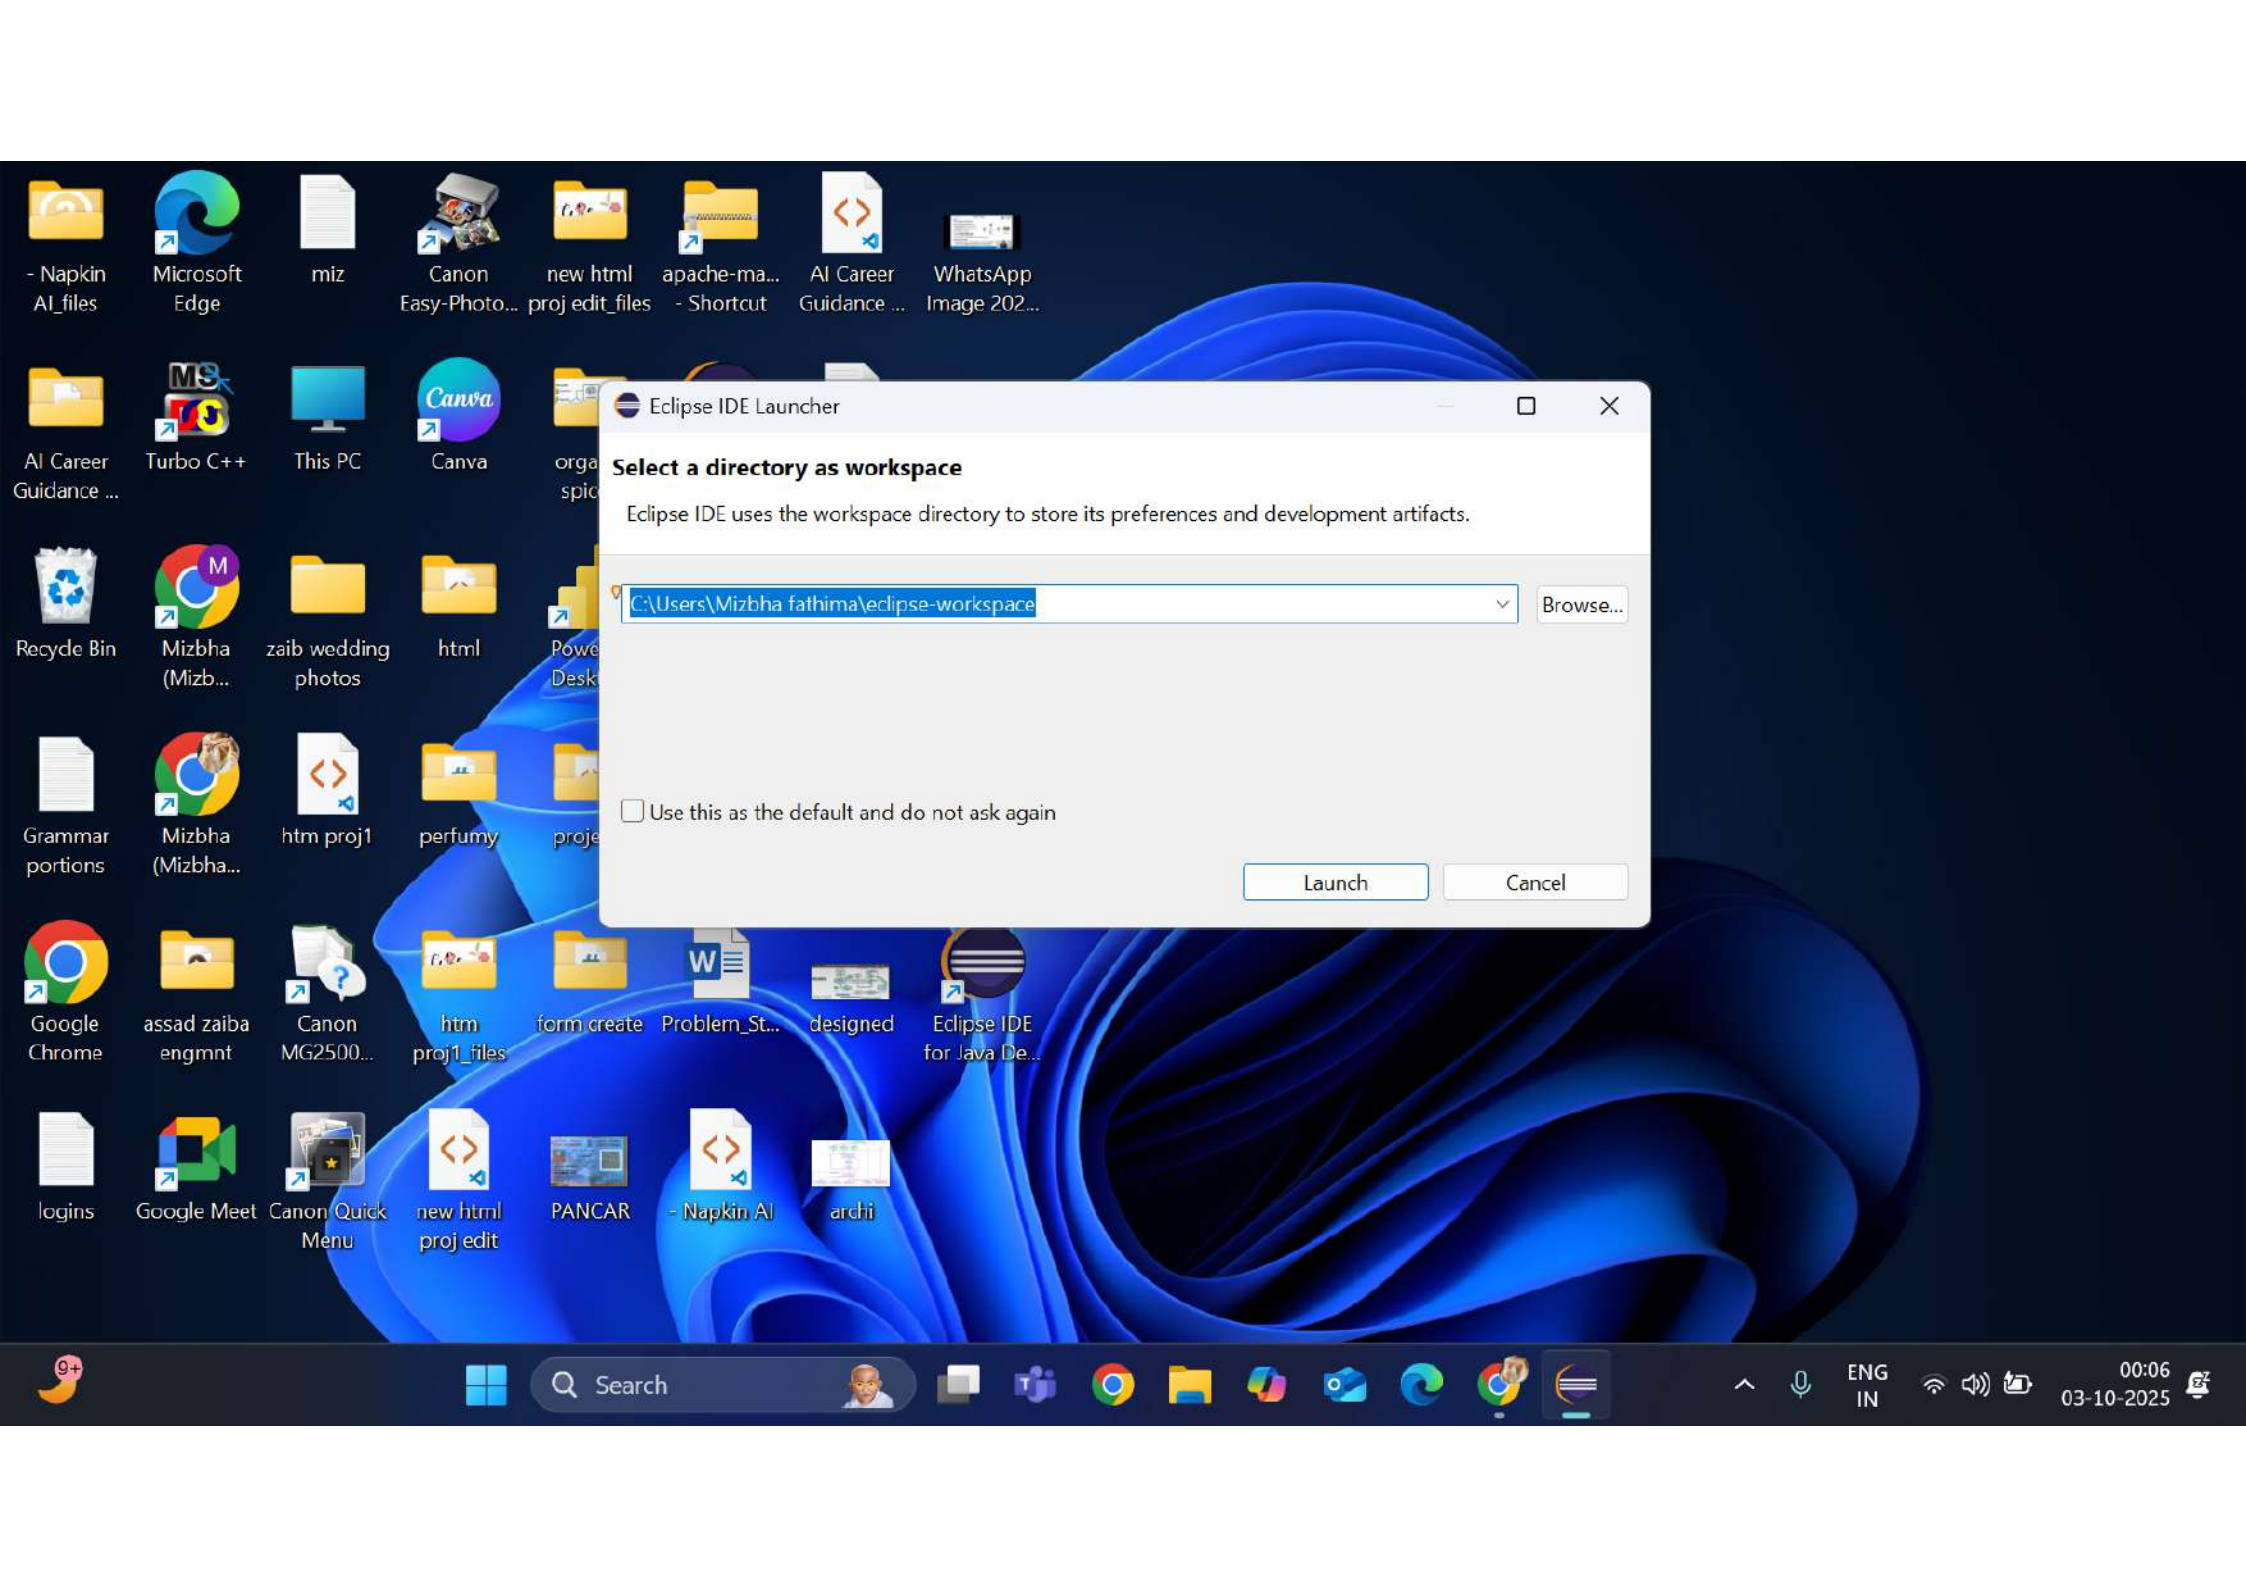 - Napkin
AI_files
Microsoft
Edge
miz
Canon
Easy-Photo...
new html
proj edit_files
apache-ma...
- Shortcut
AI Career
Guidance ...
WhatsApp
Image 202...
AI Career
Guidance ...
Turbo C++
This PC
Canva
Canva
orga
spic
Eclipse IDE Launcher
Select a directory as workspace
Eclipse IDE uses the workspace directory to store its preferences and development artifacts.
C:\Users\Mizbha fathima\eclipse-workspace
Browse...
Use this as the default and do not ask again
Launch
Cancel
M
Recycle Bin
Mizbha
(Mizb...
zaib wedding
photos
html
Powe
Desk
Grammar
portions
Mizbha
(Mizbha...
htm proj1
perfumy
proje
Google
Chrome
assad zaiba
engmnt
Canon
MG2500...
htm
proj1_files
form create
W
Problem_St...
designed
Eclipse IDE
for Java De...
logins
Google Meet
Canon Quick
Menu
new html
proj edit
PANCAR
- Napkin AI
archi
9+
Search
ENG
IN
00:06
03-10-2025